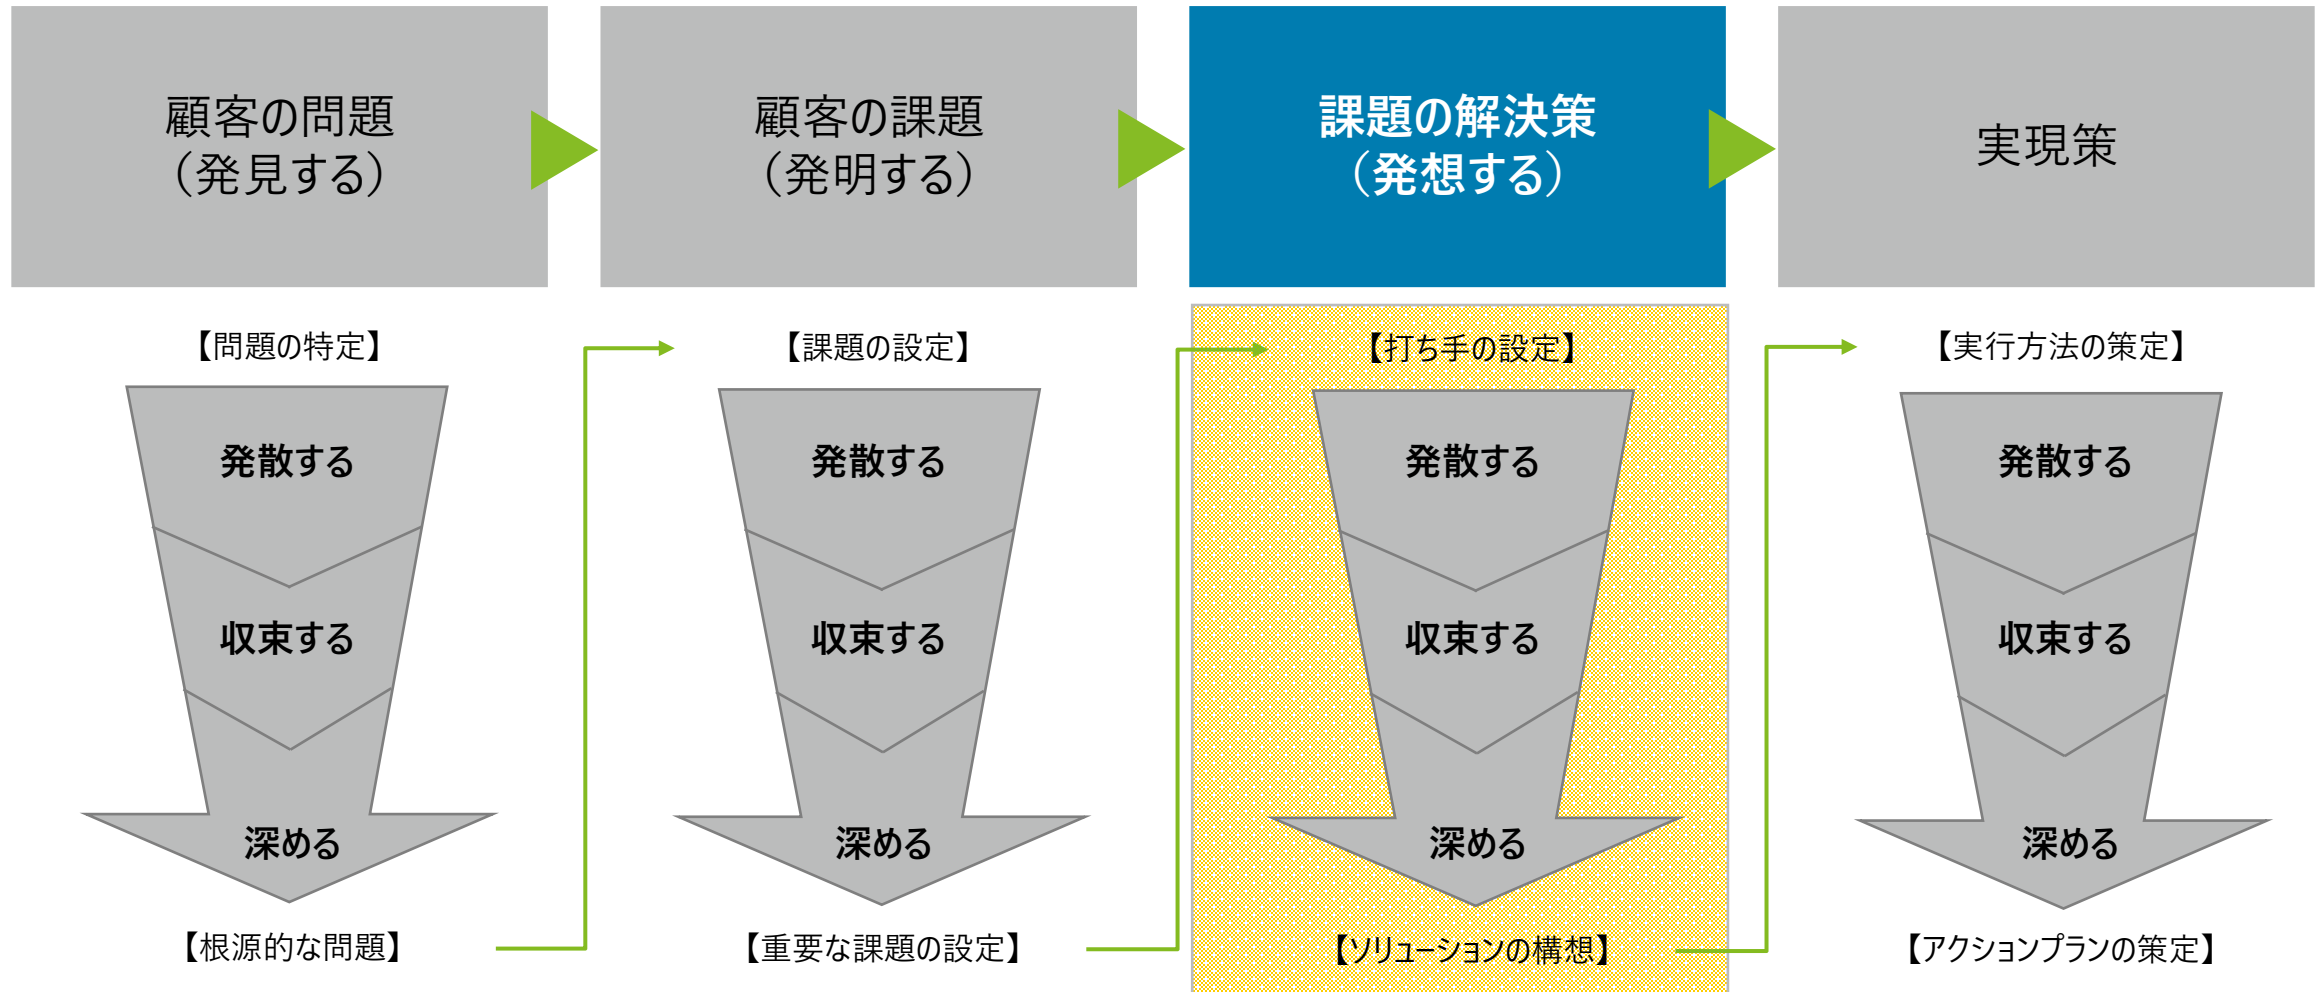 顧客の問題
（発見する）
顧客の課題
（発明する）
課題の解決策
（発想する）
実現策
【問題の特定】
発散する
収束する
深める
【根源的な問題】
【課題の設定】
発散する
収束する
深める
【重要な課題の設定】
【打ち手の設定】
発散する
収束する
深める
【ソリューションの構想】
【実行方法の策定】
発散する
収束する
深める
【アクションプランの策定】